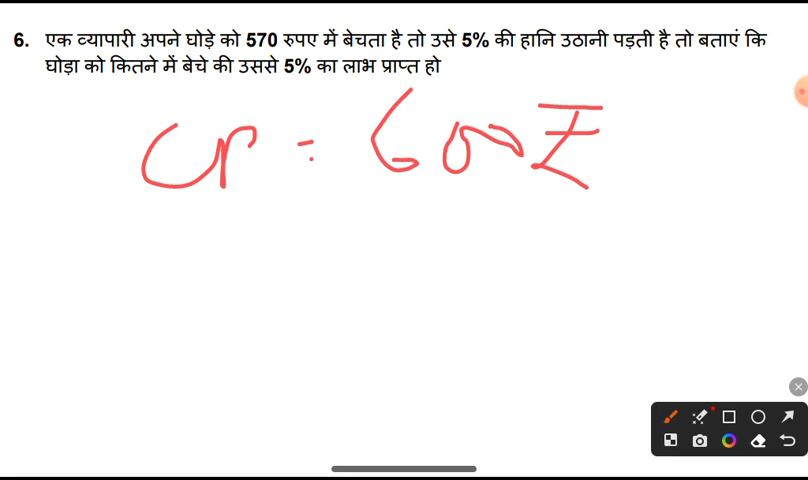 6. एक व्यापारी अपने घोड़े को 570 रुपए में बेचता है तो उसे 5% की हानि उठानी पड़ती है तो बताएं कि
घोड़ा को कितने में बेचे की उससे 5% का लाभ प्राप्त हो
CP = 600 ₹